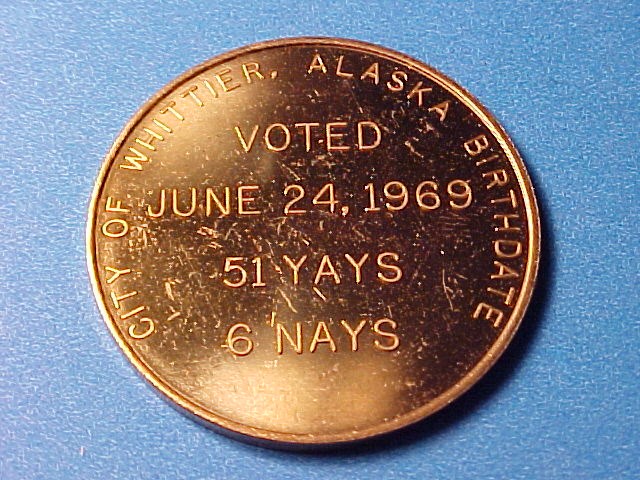 CITY OF WHITTIER, ALASKA BIRTHDATE
VOTED
JUNE 24, 1969
51 YAYS
6 NAYS